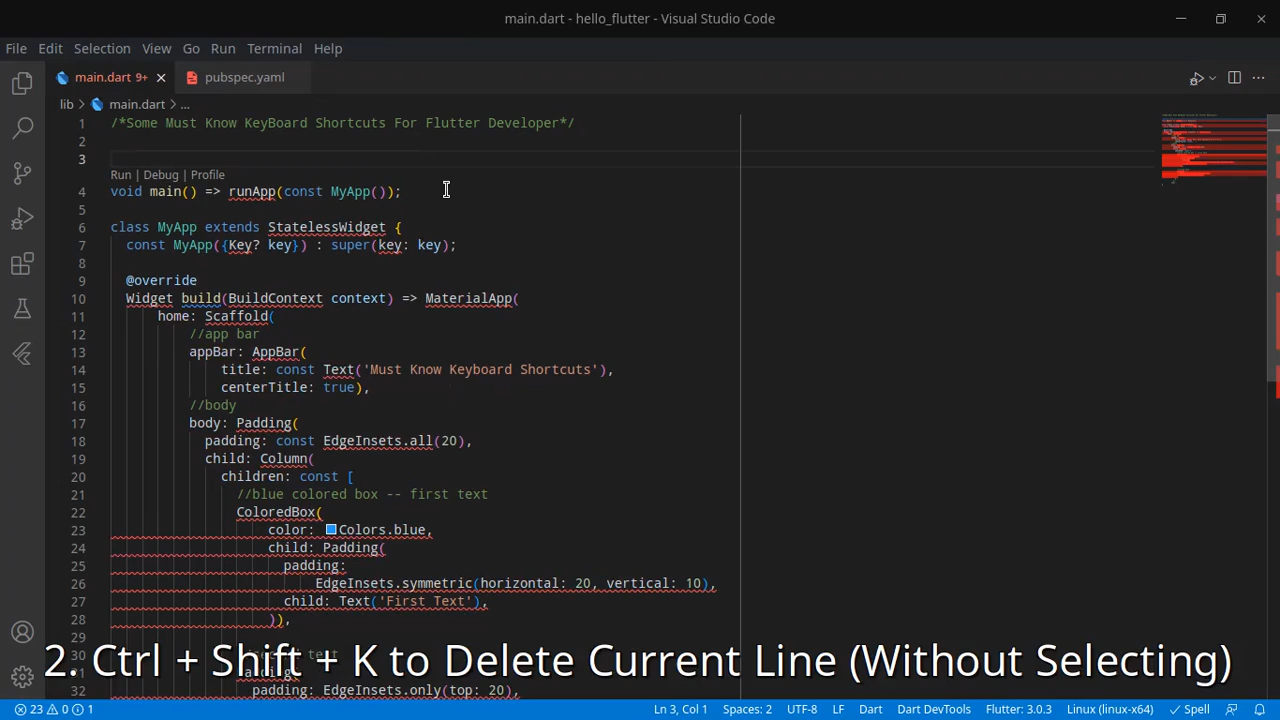 main.dart - hello_flutter - Visual Studio Code
File Edit Selection View Go Run Terminal Help
main.dart 9+ pubspec.yaml
lib > main.dart > ...
1 /*Some Must Know KeyBoard Shortcuts For Flutter Developer*/
2
3
Run | Debug | Profile
4 void main() => runApp(const MyApp());
5
6 class MyApp extends StatelessWidget {
7 const MyApp({Key? key}) : super(key: key);
8
9 @override
10 Widget build(BuildContext context) => MaterialApp(
11 home: Scaffold(
12 //app bar
13 appBar: AppBar(
14 title: const Text('Must Know Keyboard Shortcuts'),
15 centerTitle: true),
16 //body
17 body: Padding(
18 padding: const EdgeInsets.all(20),
19 child: Column(
20 children: const [
21 //blue colored box -- first text
22 ColoredBox(
23 color: Colors.blue,
24 child: Padding(
25 padding:
26 EdgeInsets.symmetric(horizontal: 20, vertical: 10),
27 child: Text('First Text'),
28 )),
29
2. Ctrl + Shift + K to Delete Current Line (Without Selecting)
32 padding: EdgeInsets.only(top: 20),
23 0 1 Ln 3, Col 1 Spaces: 2 UTF-8 LF Dart Dart DevTools Flutter: 3.0.3 Linux (linux-x64) Spell